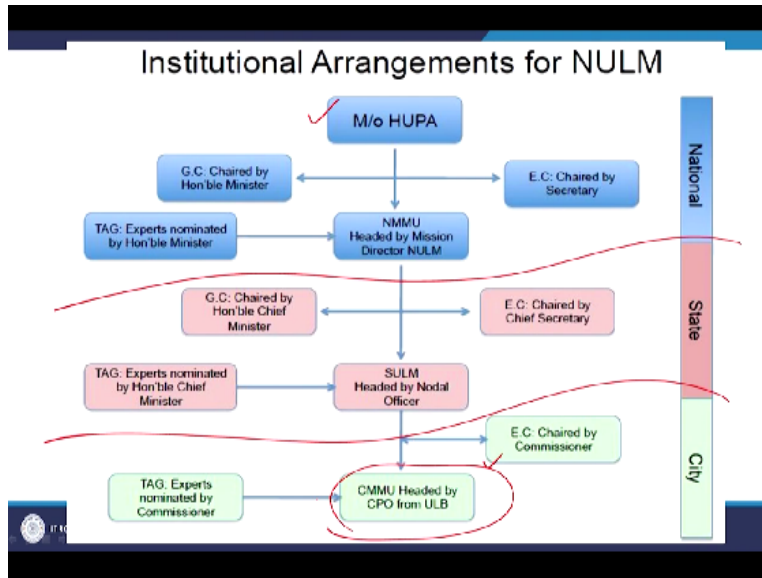 Institutional Arrangements for NULM
M/o HUPA
G.C: Chaired by
Hon'ble Minister
E.C: Chaired by
Secretary
TAG: Experts nominated
by Hon'ble Minister
NMMU
Headed by Mission
Director NULM
National
G.C: Chaired by
Hon'ble Chief
Minister
E.C: Chaired by
Chief Secretary
TAG: Experts nominated
by Hon'ble Chief
Minister
SULM
Headed by Nodal
Officer
State
E.C: Chaired by
Commissioner
TAG. Experts
nominated by
Commissioner
CMMU Headed by
CPO from ULB
City